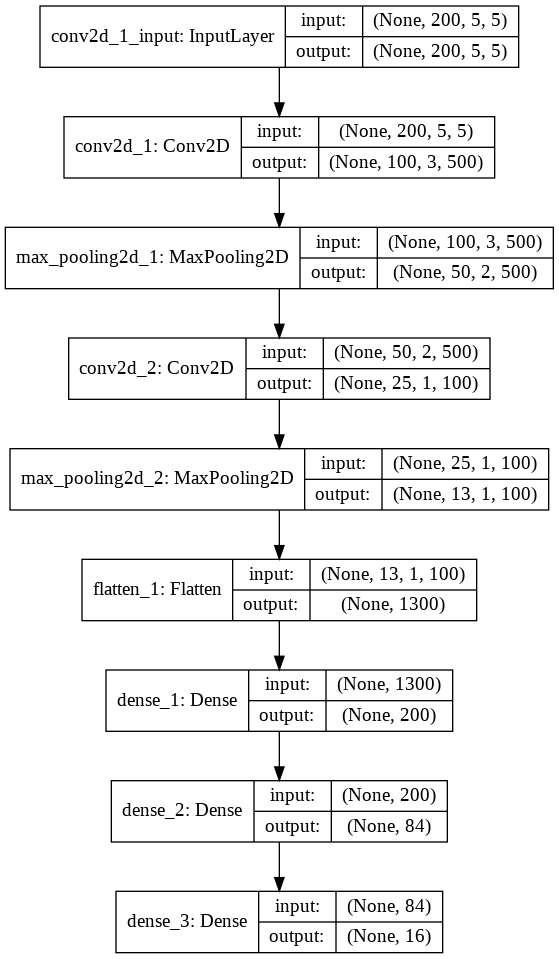 conv2d_1_input: InputLayer
input: (None, 200, 5, 5)
output: (None, 200, 5, 5)
conv2d_1: Conv2D
input: (None, 200, 5, 5)
output: (None, 100, 3, 500)
max_pooling2d_1: MaxPooling2D
input: (None, 100, 3, 500)
output: (None, 50, 2, 500)
conv2d_2: Conv2D
input: (None, 50, 2, 500)
output: (None, 25, 1, 100)
max_pooling2d_2: MaxPooling2D
input: (None, 25, 1, 100)
output: (None, 13, 1, 100)
flatten_1: Flatten
input: (None, 13, 1, 100)
output: (None, 1300)
dense_1: Dense
input: (None, 1300)
output: (None, 200)
dense_2: Dense
input: (None, 200)
output: (None, 84)
dense_3: Dense
input: (None, 84)
output: (None, 16)